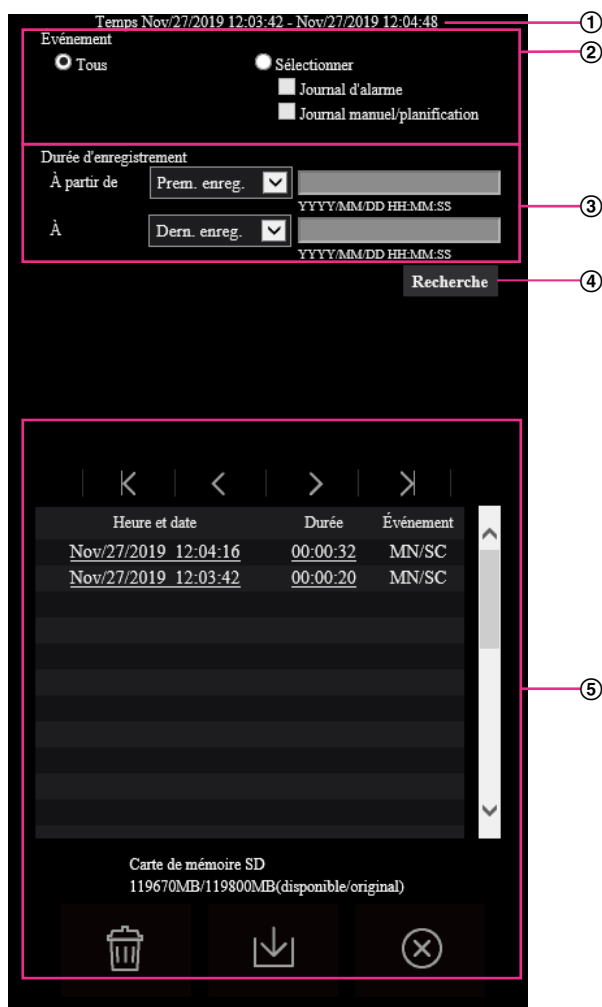 Temps Nov/27/2019 12:03:42 - Nov/27/2019 12:04:48 ①
Evénement ②
Tous Sélectionner
Journal d'alarme
Journal manuel/planification
Durée d'enregistrement
À partir de Prem. enreg.
YYYY/MM/DD HH:MM:SS ③
À Dern. enreg.
YYYY/MM/DD HH:MM:SS
Recherche ④
Heure et date Durée Événement
Nov/27/2019 12:04:16 00:00:32 MN/SC
Nov/27/2019 12:03:42 00:00:20 MN/SC
⑤
Carte de mémoire SD
119670MB/119800MB(disponible/original)